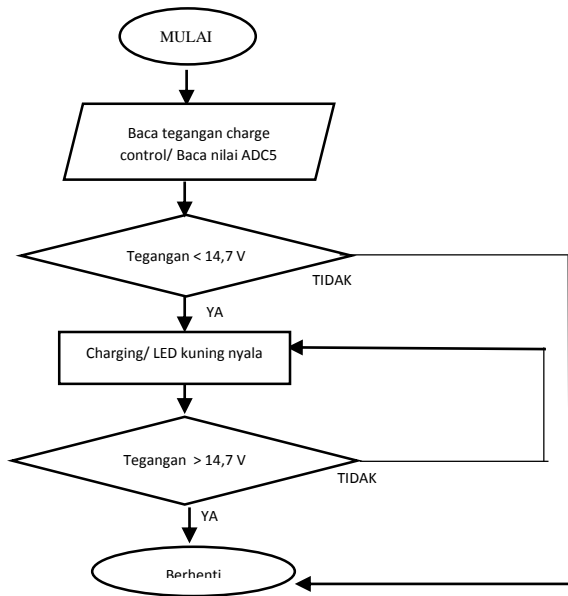 MULAI
Baca tegangan charge
control/ Baca nilai ADC5
Tegangan < 14,7 V
TIDAK
YA
Charging/ LED kuning nyala
Tegangan > 14,7 V
TIDAK
YA
Berhenti